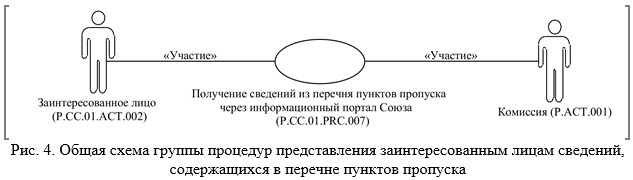 «Участие»
«Участие»
Заинтересованное лицо
(P.CC.01.ACT.002)
Получение сведений из перечня пунктов пропуска
через информационный портал Союза
(P.CC.01.PRC.007)
Комиссия (P.ACT.001)
Рис. 4. Общая схема группы процедур представления заинтересованным лицам сведений,
содержащихся в перечне пунктов пропуска